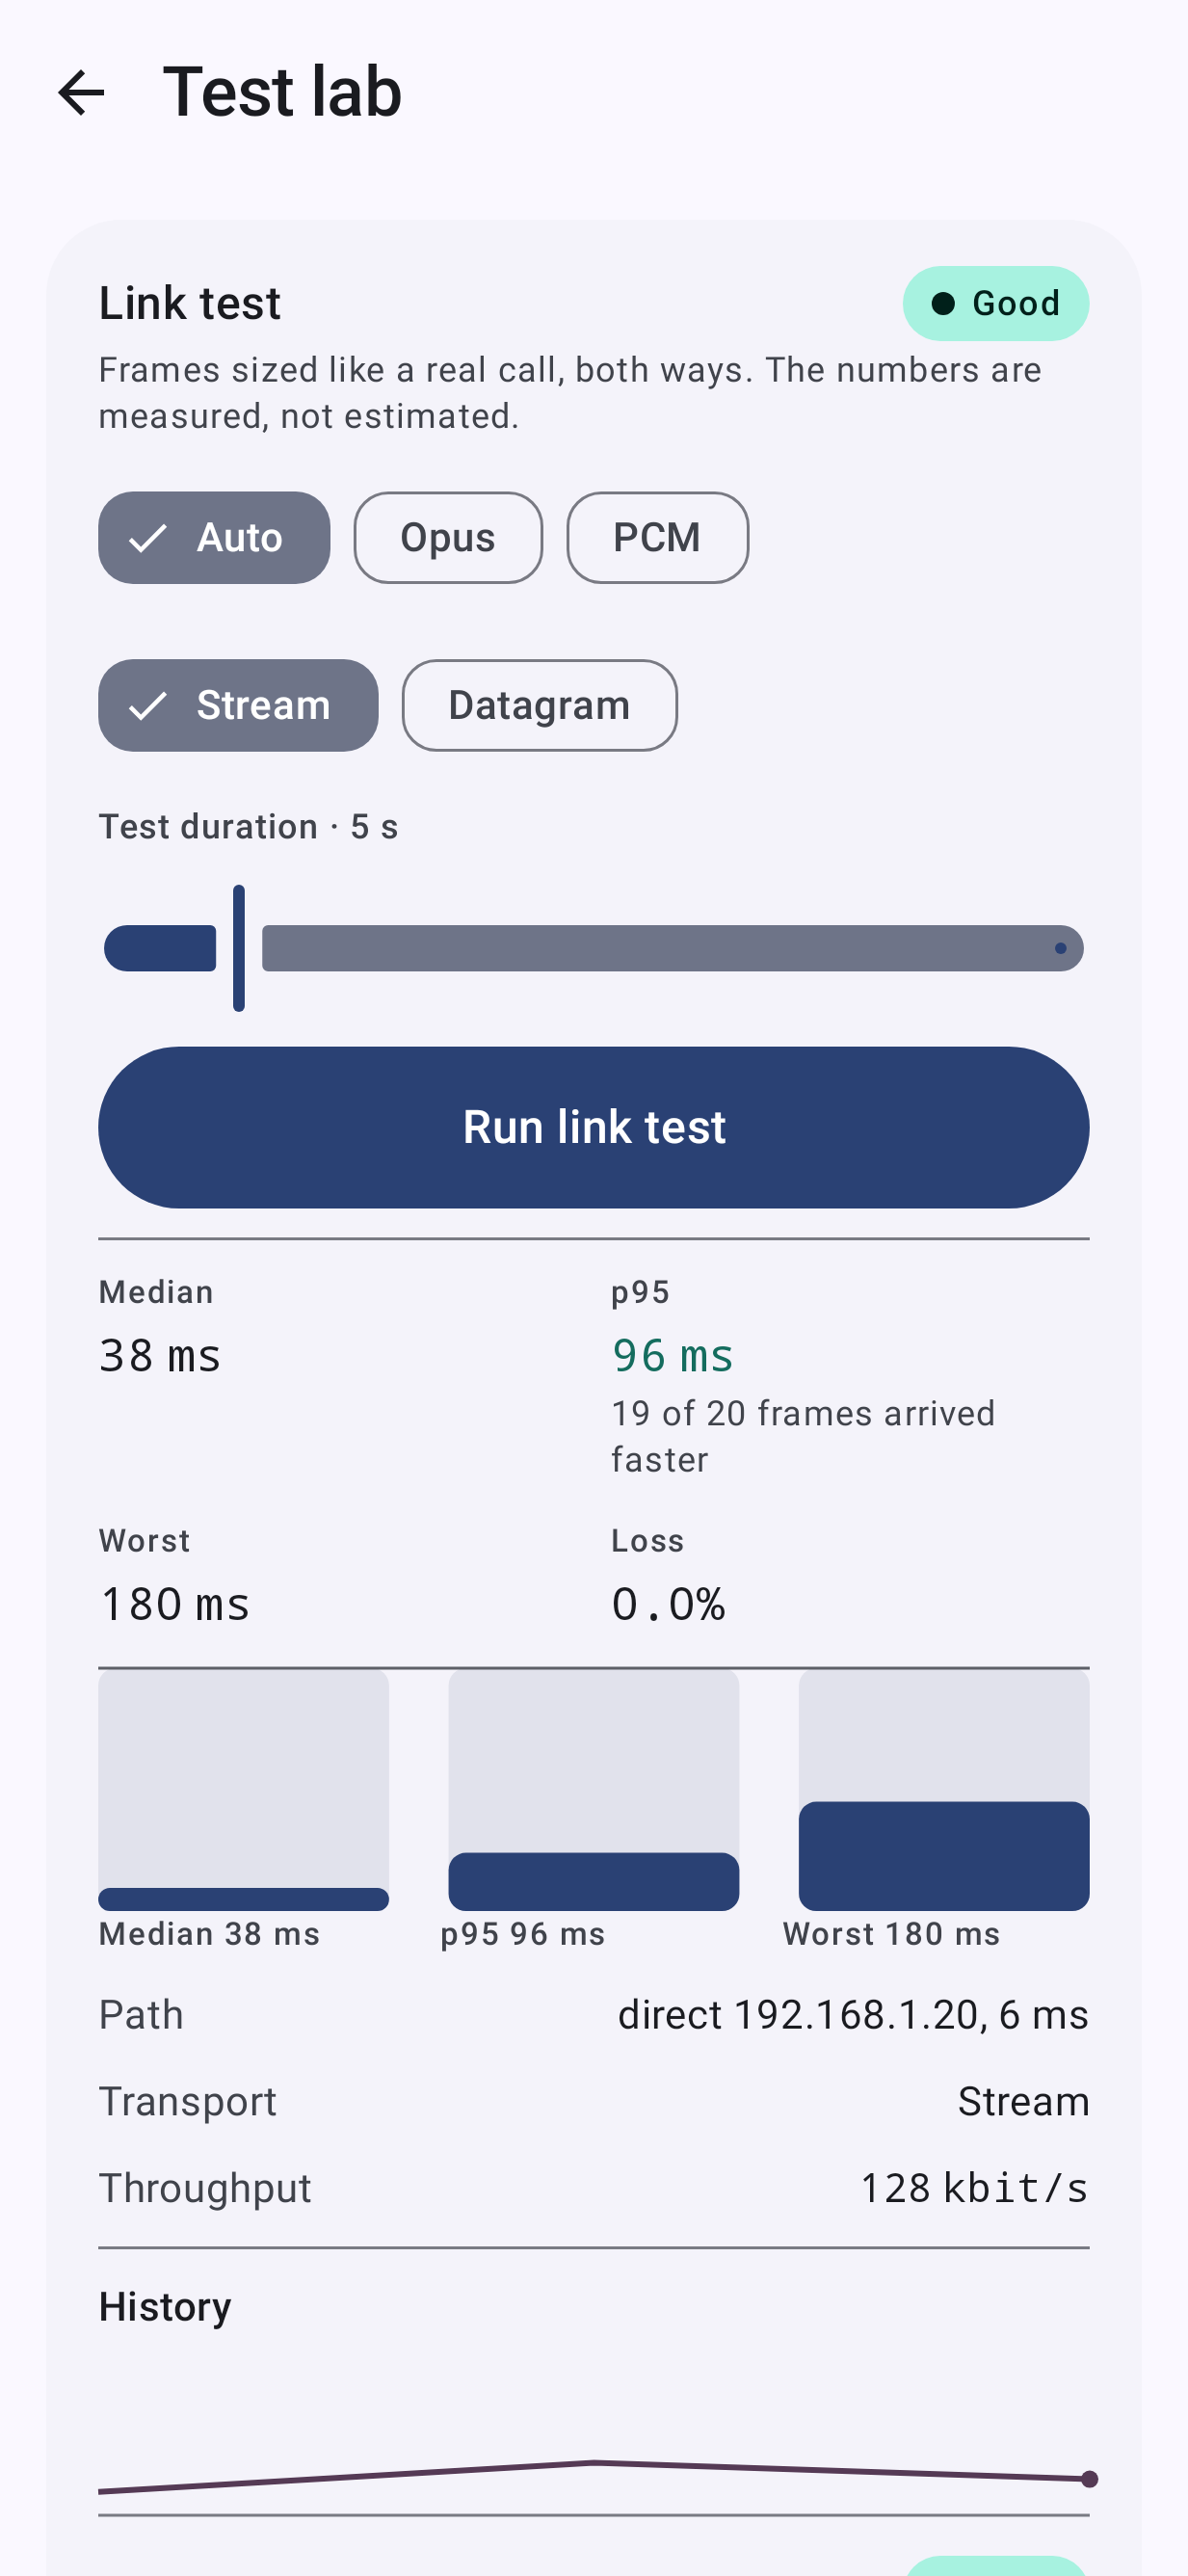 Test lab
Link test
Good
Frames sized like a real call, both ways. The numbers are
measured, not estimated.
Auto
Opus
PCM
Stream
Datagram
Test duration · 5 s
Run link test
Median
p95
38 ms
96 ms
19 of 20 frames arrived
faster
Worst
Loss
180 ms
0.0%
Median 38 ms
p95 96 ms
Worst 180 ms
Path
direct 192.168.1.20, 6 ms
Transport
Stream
Throughput
128 kbit/s
History